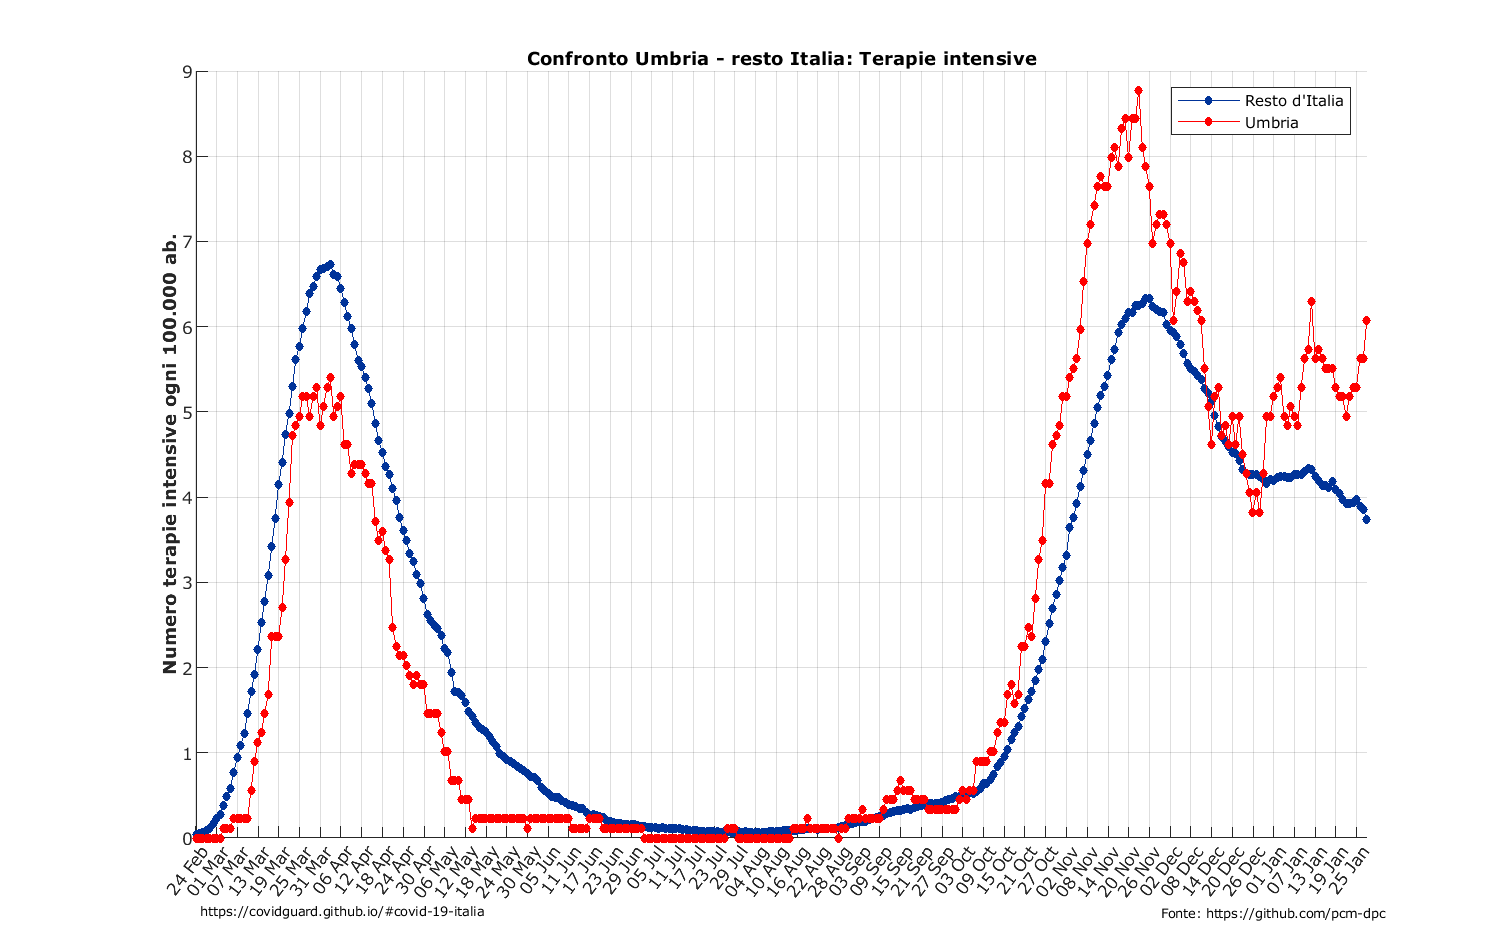 Confronto Umbria - resto Italia: Terapie intensive
Numero terapie intensive ogni 100.000 ab.
9
8
7
6
5
4
3
2
1
0
Resto d'Italia
Umbria
24 Feb
01 Mar
07 Mar
13 Mar
19 Mar
25 Mar
31 Mar
06 Apr
12 Apr
18 Apr
24 Apr
30 Apr
06 May
12 May
18 May
24 May
30 May
05 Jun
11 Jun
17 Jun
23 Jun
29 Jun
05 Jul
11 Jul
17 Jul
23 Jul
29 Jul
04 Aug
10 Aug
16 Aug
22 Aug
28 Aug
03 Sep
09 Sep
15 Sep
21 Sep
27 Sep
03 Oct
09 Oct
15 Oct
21 Oct
27 Oct
02 Nov
08 Nov
14 Nov
20 Nov
26 Nov
02 Dec
08 Dec
14 Dec
20 Dec
26 Dec
01 Jan
07 Jan
13 Jan
19 Jan
25 Jan
https://covidguard.github.io/#covid-19-italia
Fonte: https://github.com/pcm-dpc